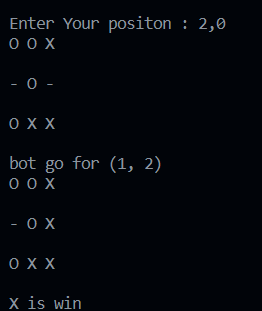 Enter Your positon : 2,0
O O X
- O -
O X X
bot go for (1, 2)
O O X
- O X
O X X
X is win